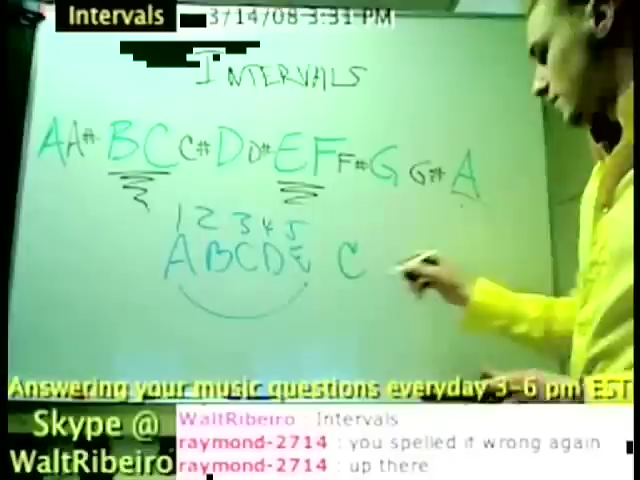 Intervals 3/14/08 3:31 PM
INTERVALS
A A# B C C# D D# E F F# G G# A
1 2 3 4 5
A B C D E C
Answering your music questions everyday 3-6 pm EST
Skype @
WaltRibeiro
WaltRibeiro : Intervals
raymond-2714 : you spelled it wrong again
raymond-2714 : up there